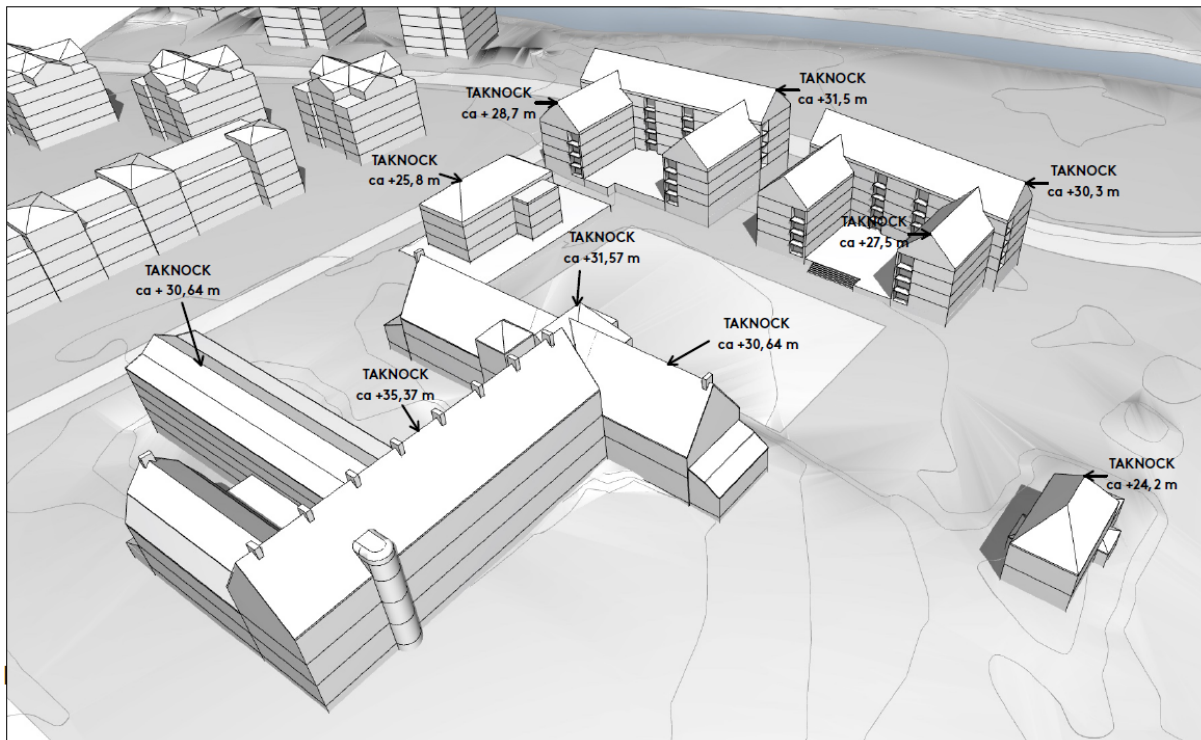 TAKNOCK
ca +31,5 m
TAKNOCK
ca + 28,7 m
TAKNOCK
ca +25,8 m
TAKNOCK
ca +30,3 m
TAKNOCK
ca +27,5 m
TAKNOCK
ca +31,57 m
TAKNOCK
ca + 30,64 m
TAKNOCK
ca +30,64 m
TAKNOCK
ca +35,37 m
TAKNOCK
ca +24,2 m